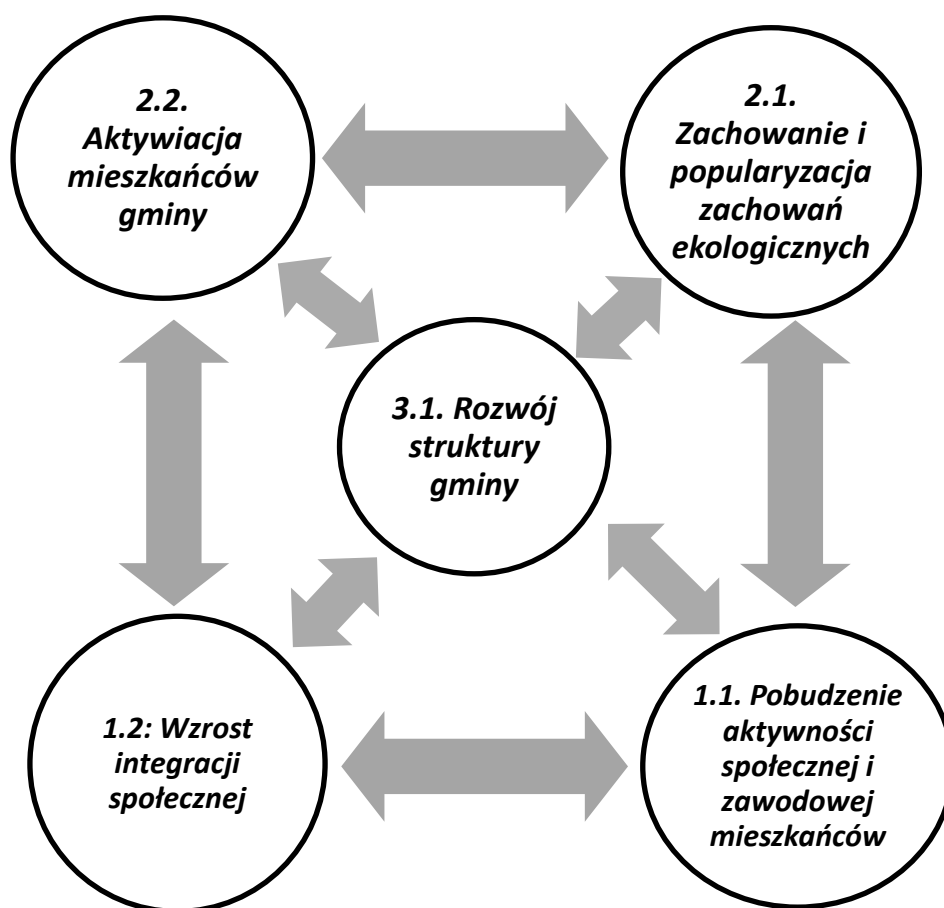 2.2.
Aktywiacja
mieszkańców
gminy
2.1.
Zachowanie i
popularyzacja
zachowań
ekologicznych
3.1. Rozwój
struktury
gminy
1.2: Wzrost
integracji
społecznej
1.1. Pobudzenie
aktywności
społecznej i
zawodowej
mieszkańców